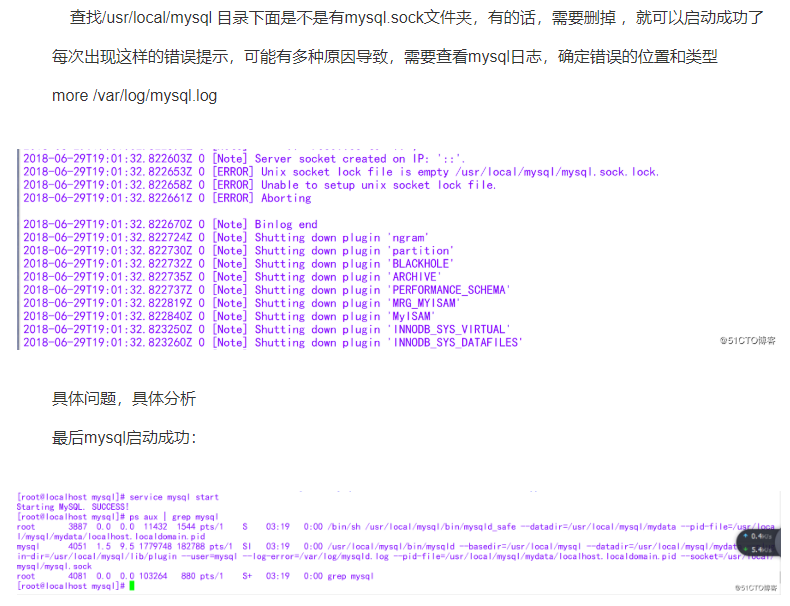 查找/usr/local/mysql 目录下面是不是有mysql.sock文件夹，有的话，需要删掉 ，就可以启动成功了
每次出现这样的错误提示，可能有多种原因导致，需要查看mysql日志，确定错误的位置和类型
more /var/log/mysql.log
2018-06-29T19:01:32.822603Z 0 [Note] Server socket created on IP: '::'.
2018-06-29T19:01:32.822653Z 0 [ERROR] Unix socket lock file is empty /usr/local/mysql/mysql.sock.lock.
2018-06-29T19:01:32.822658Z 0 [ERROR] Unable to setup unix socket lock file.
2018-06-29T19:01:32.822661Z 0 [ERROR] Aborting
2018-06-29T19:01:32.822670Z 0 [Note] Binlog end
2018-06-29T19:01:32.822724Z 0 [Note] Shutting down plugin 'ngram'
2018-06-29T19:01:32.822730Z 0 [Note] Shutting down plugin 'partition'
2018-06-29T19:01:32.822732Z 0 [Note] Shutting down plugin 'BLACKHOLE'
2018-06-29T19:01:32.822735Z 0 [Note] Shutting down plugin 'ARCHIVE'
2018-06-29T19:01:32.822737Z 0 [Note] Shutting down plugin 'PERFORMANCE_SCHEMA'
2018-06-29T19:01:32.822819Z 0 [Note] Shutting down plugin 'MRG_MYISAM'
2018-06-29T19:01:32.822840Z 0 [Note] Shutting down plugin 'MyISAM'
2018-06-29T19:01:32.823250Z 0 [Note] Shutting down plugin 'INNODB_SYS_VIRTUAL'
2018-06-29T19:01:32.823260Z 0 [Note] Shutting down plugin 'INNODB_SYS_DATAFILES'
@51CTO博客
具体问题，具体分析
最后mysql启动成功：
[root@localhost mysql]# service mysql start
Starting MySQL. SUCCESS!
[root@localhost mysql]# ps aux | grep mysql
root 3887 0.0 0.0 11432 1544 pts/1 S 03:19 0:00 /bin/sh /usr/local/mysql/bin/mysqld_safe --datadir=/usr/local/mysql/mydata --pid-file=/usr/loca
l/mysql/mydata/localhost.localdomain.pid
mysql 4051 1.5 9.5 1779748 182788 pts/1 Sl 03:19 0:00 /usr/local/mysql/bin/mysqld --basedir=/usr/local/mysql --datadir=/usr/local/mysql/mydat
in-dir=/usr/local/mysql/lib/plugin --user=mysql --log-error=/var/log/mysqld.log --pid-file=/usr/local/mysql/mydata/localhost.localdomain.pid --socket=/usr/local/
mysql/mysql.sock
root 4081 0.0 0.0 103264 880 pts/1 S+ 03:19 0:00 grep mysql
[root@localhost mysql]#
@51CTO博客